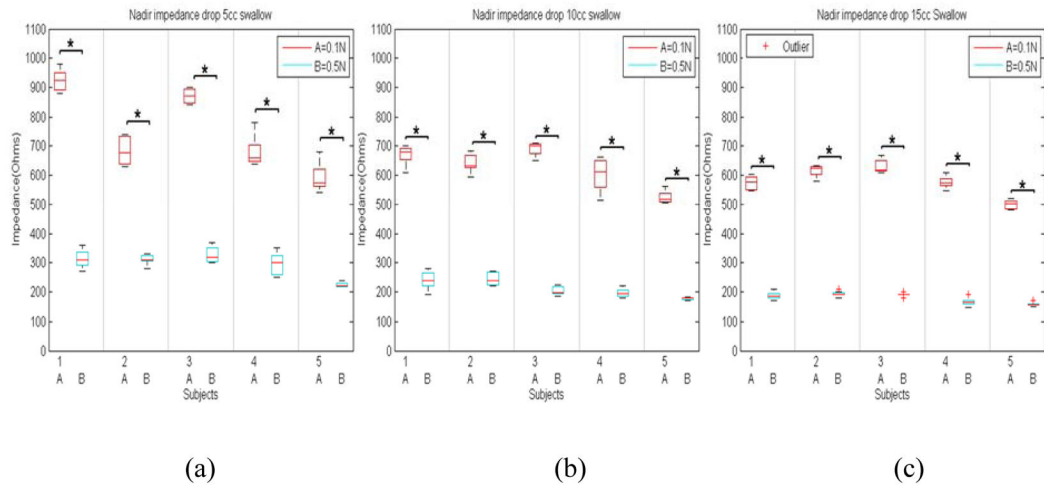 Nadir impedance drop 5cc swallow
1100
1000
900
800
700
600
500
400
300
200
100
0
Impedance(Ohms)
A=0.1N
B=0.5N
1 2 3 4 5
A B A B A B A B A B
Subjects
(a)
Nadir impedance drop 10cc swallow
1100
1000
900
800
700
600
500
400
300
200
100
0
Impedance(Ohms)
A=0.1N
B=0.5N
1 2 3 4 5
A B A B A B A B A B
Subjects
(b)
Nadir impedance drop 15cc Swallow
1100
1000
900
800
700
600
500
400
300
200
100
0
Impedance(Ohms)
Outlier
A=0.1N
B=0.5N
1 2 3 4 5
A B A B A B A B A B
Subjects
(c)